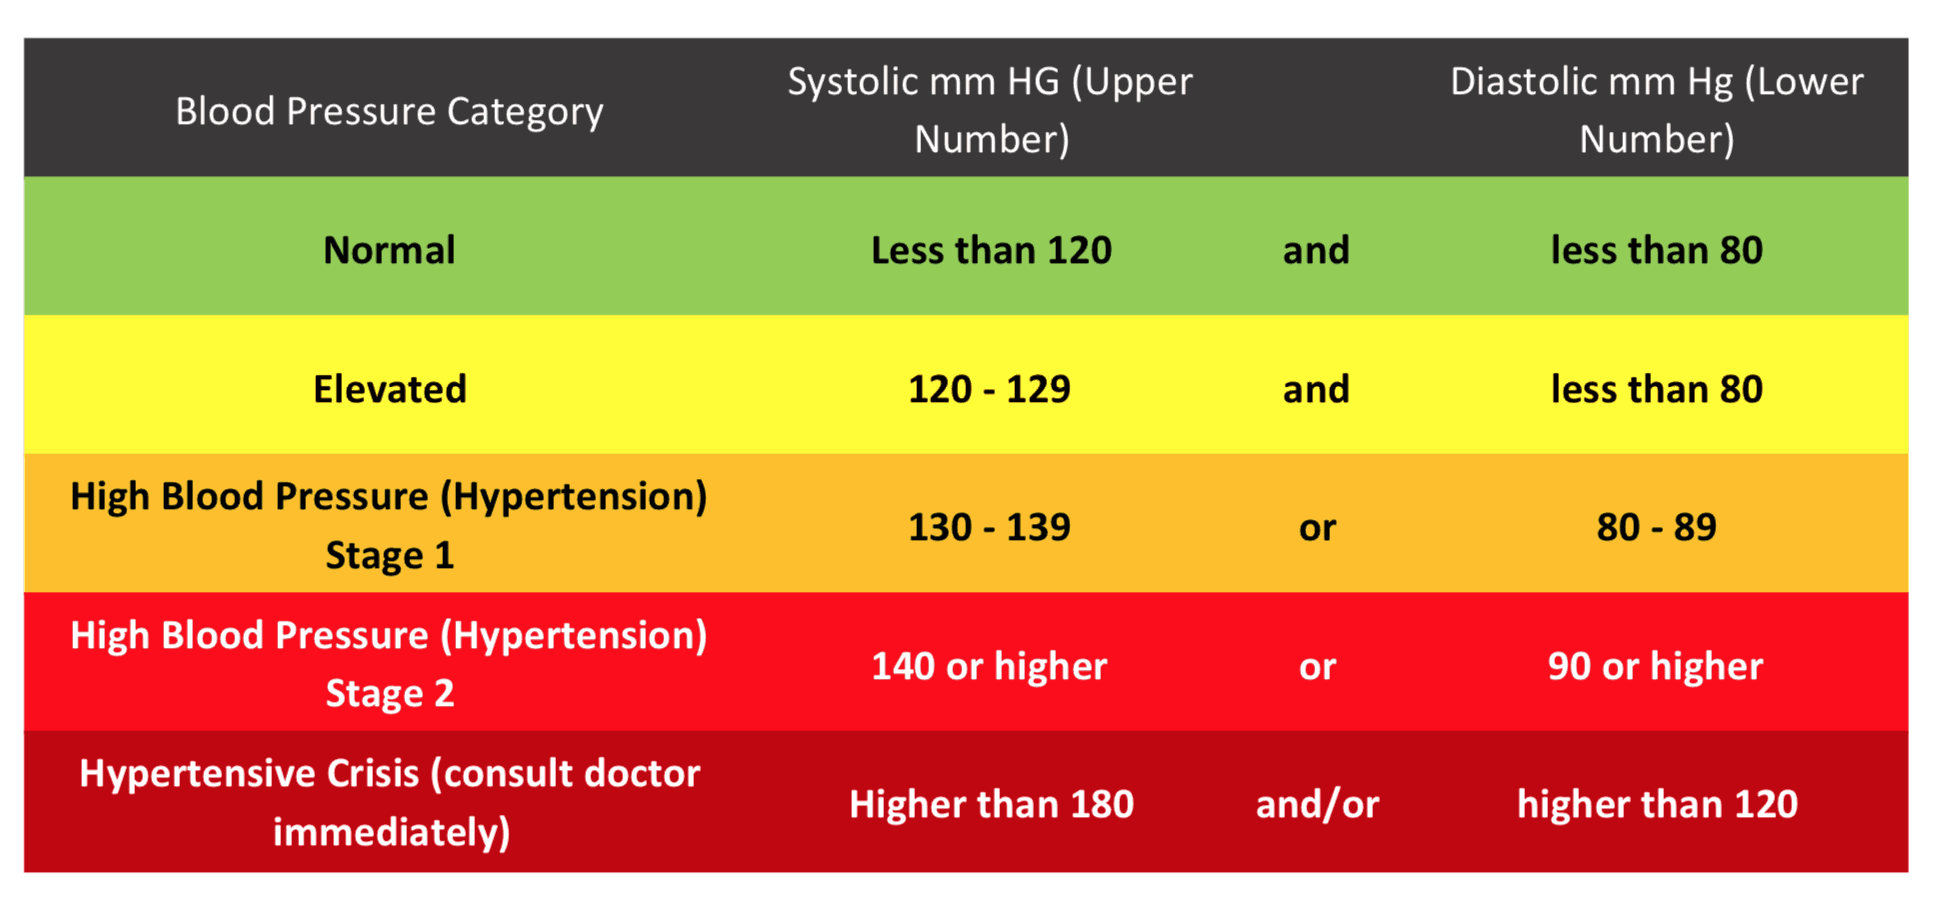 Blood Pressure Category
Systolic mm HG (Upper
Number)
Diastolic mm Hg (Lower
Number)
Normal
Less than 120
and
less than 80
Elevated
120 - 129
and
less than 80
High Blood Pressure (Hypertension)
Stage 1
130 - 139
or
80 - 89
High Blood Pressure (Hypertension)
Stage 2
140 or higher
or
90 or higher
Hypertensive Crisis (consult doctor
immediately)
Higher than 180
and/or
higher than 120